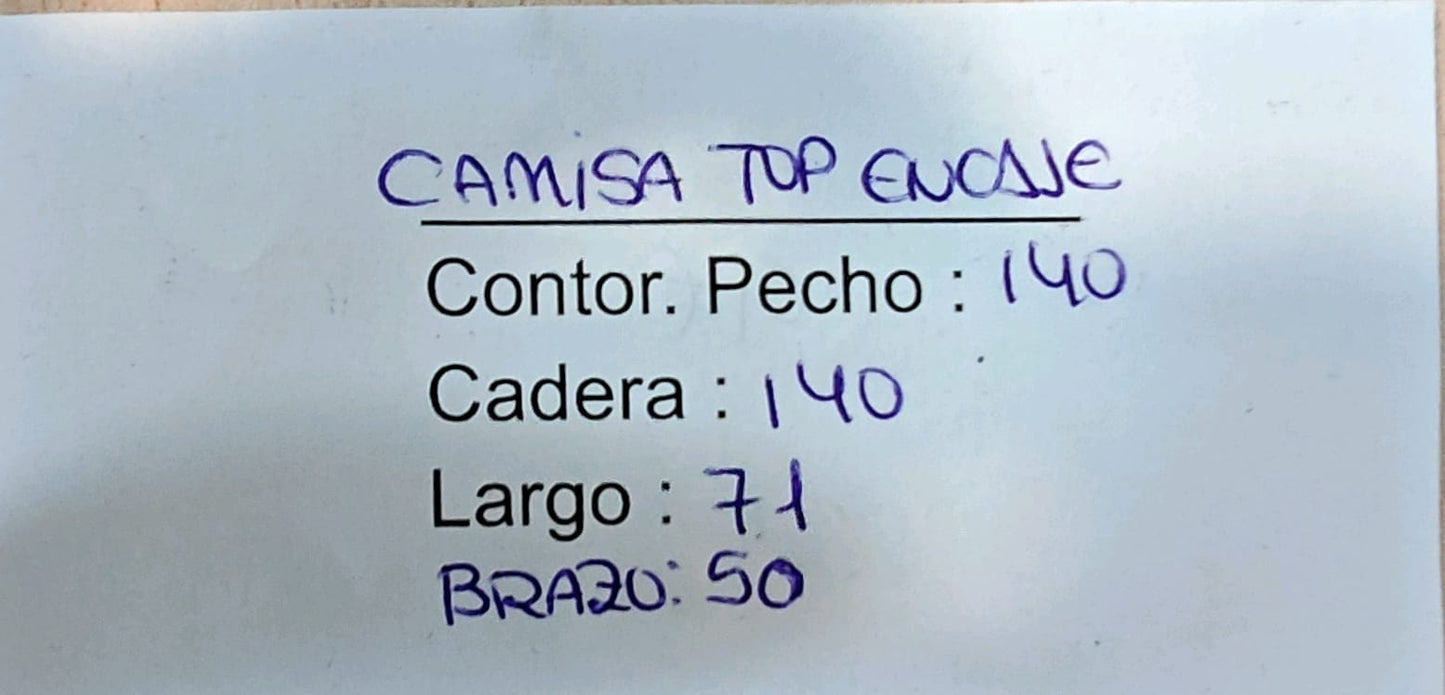 CAMISA TOP ENCAJE
Contor. Pecho : 140
Cadera : 140
Largo : 71
BRAZO: 50